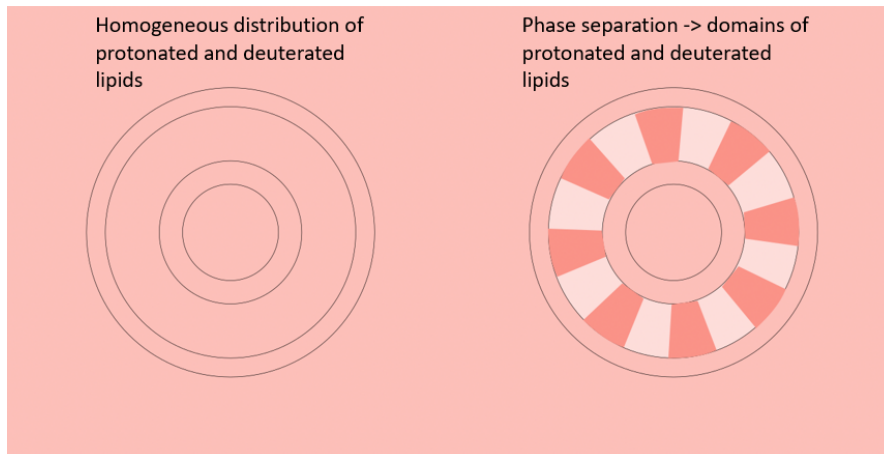 Homogeneous distribution of
protonated and deuterated
lipids
Phase separation -> domains of
protonated and deuterated
lipids